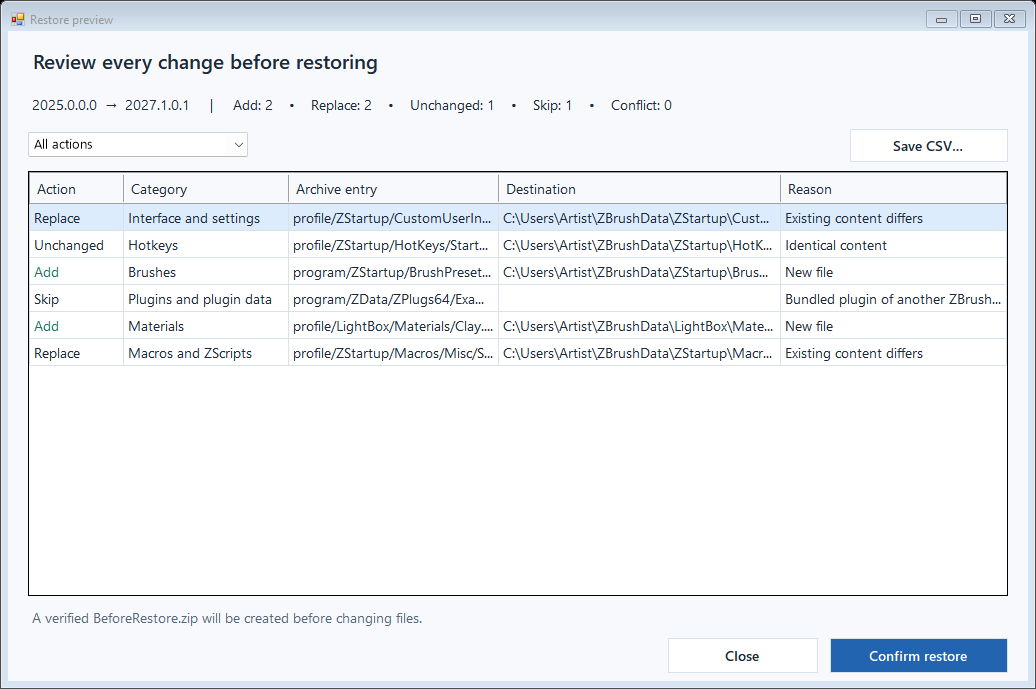 Restore preview
Review every change before restoring
2025.0.0.0 → 2027.1.0.1 | Add: 2 • Replace: 2 • Unchanged: 1 • Skip: 1 • Conflict: 0
All actions
Save CSV...
Action Category Archive entry Destination Reason
Replace Interface and settings profile/ZStartup/CustomUserIn... C:\Users\Artist\ZBrushData\ZStartup\Cust... Existing content differs
Unchanged Hotkeys profile/ZStartup/HotKeys/Start... C:\Users\Artist\ZBrushData\ZStartup\HotK... Identical content
Add Brushes program/ZStartup/BrushPreset... C:\Users\Artist\ZBrushData\ZStartup\Brus... New file
Skip Plugins and plugin data program/ZData/ZPlugs64/Exa... Bundled plugin of another ZBrush...
Add Materials profile/LightBox/Materials/Clay.... C:\Users\Artist\ZBrushData\LightBox\Mate... New file
Replace Macros and ZScripts profile/ZStartup/Macros/Misc/S... C:\Users\Artist\ZBrushData\ZStartup\Macr... Existing content differs
A verified BeforeRestore.zip will be created before changing files.
Close
Confirm restore